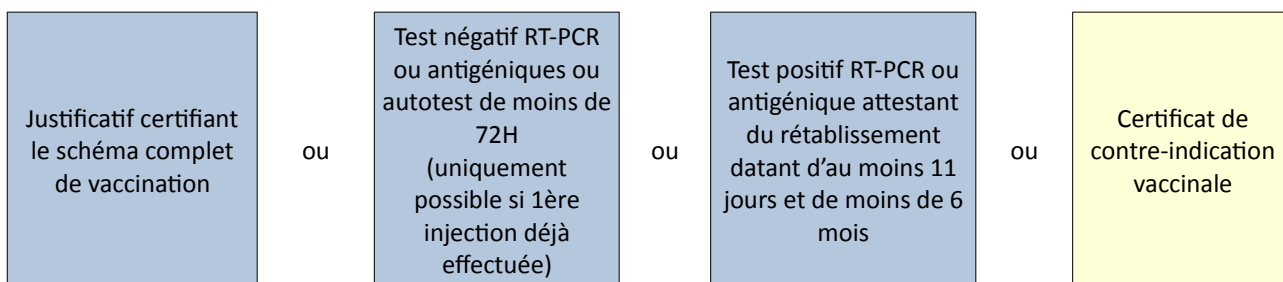 Justificatif certifiant
le schéma complet
de vaccination
ou
Test négatif RT-PCR
ou antigéniques ou
autotest de moins de
72H
(uniquement
possible si 1ère
injection déjà
effectuée)
ou
Test positif RT-PCR ou
antigénique attestant
du rétablissement
datant d’au moins 11
jours et de moins de 6
mois
ou
Certificat de
contre-indication
vaccinale